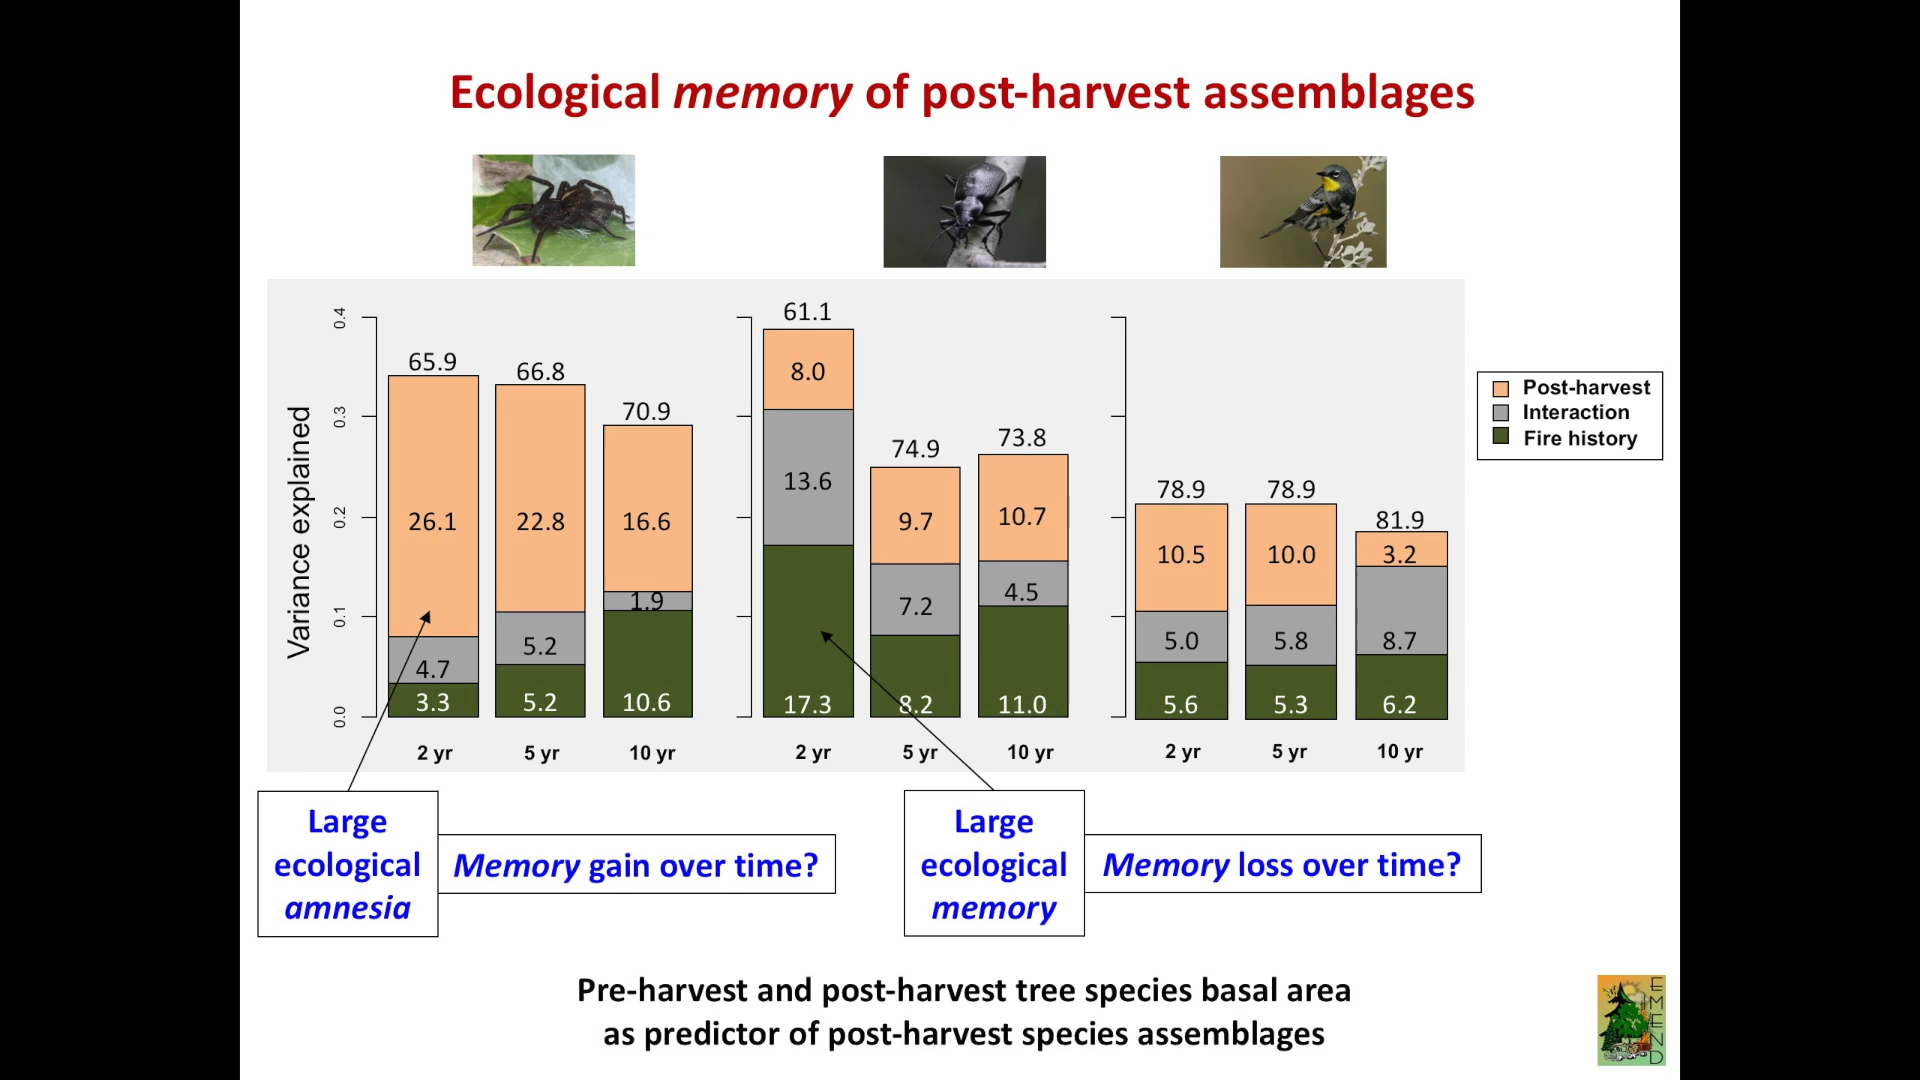 Ecological memory of post-harvest assemblages
Variance explained
0.4
0.3
0.2
0.1
0.0
65.9
26.1
4.7
3.3
2 yr
66.8
22.8
5.2
5.2
5 yr
70.9
16.6
1.9
10.6
10 yr
61.1
8.0
13.6
17.3
2 yr
74.9
9.7
7.2
8.2
5 yr
73.8
10.7
4.5
11.0
10 yr
78.9
10.5
5.0
5.6
2 yr
78.9
10.0
5.8
5.3
5 yr
81.9
3.2
8.7
6.2
10 yr
Post-harvest
Interaction
Fire history
Large
ecological
amnesia
Memory gain over time?
Large
ecological
memory
Memory loss over time?
Pre-harvest and post-harvest tree species basal area
as predictor of post-harvest species assemblages
EMEND